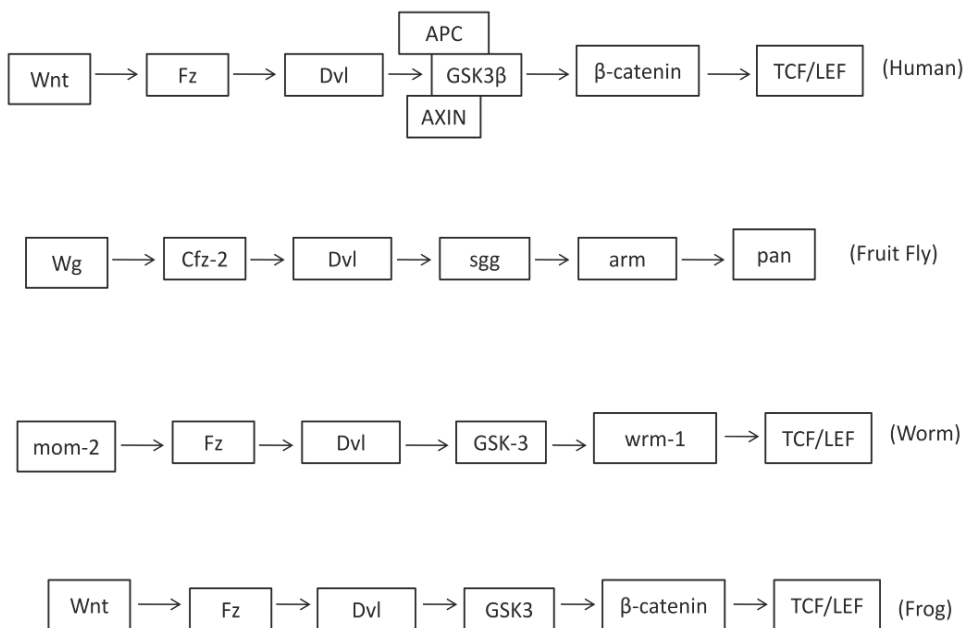 APC
Wnt Fz Dvl GSK3β β-catenin TCF/LEF (Human)
AXIN
Wg Cfz-2 Dvl sgg arm pan (Fruit Fly)
mom-2 Fz Dvl GSK-3 wrm-1 TCF/LEF (Worm)
Wnt Fz Dvl GSK3 β-catenin TCF/LEF (Frog)